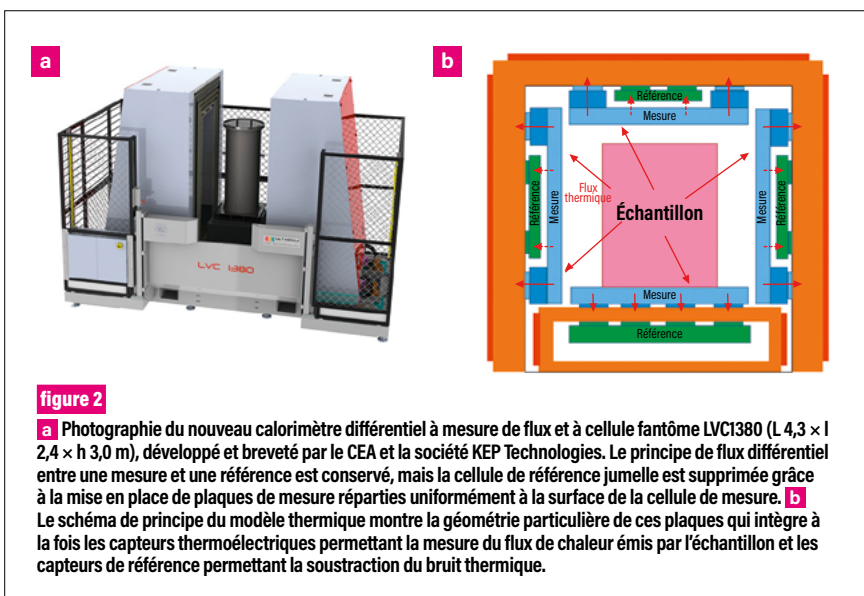 a
b
LVC 1380
Référence
Mesure
Référence
Mesure
Flux
thermique
Échantillon
Mesure
Référence
Mesure
Référence
figure 2
a Photographie du nouveau calorimètre différentiel à mesure de flux et à cellule fantôme LVC1380 (L 4,3 × l
2,4 × h 3,0 m), développé et breveté par le CEA et la société KEP Technologies. Le principe de flux différentiel
entre une mesure et une référence est conservé, mais la cellule de référence jumelle est supprimée grâce
à la mise en place de plaques de mesure réparties uniformément à la surface de la cellule de mesure. b
Le schéma de principe du modèle thermique montre la géométrie particulière de ces plaques qui intègre à
la fois les capteurs thermoélectriques permettant la mesure du flux de chaleur émis par l'échantillon et les
capteurs de référence permettant la soustraction du bruit thermique.